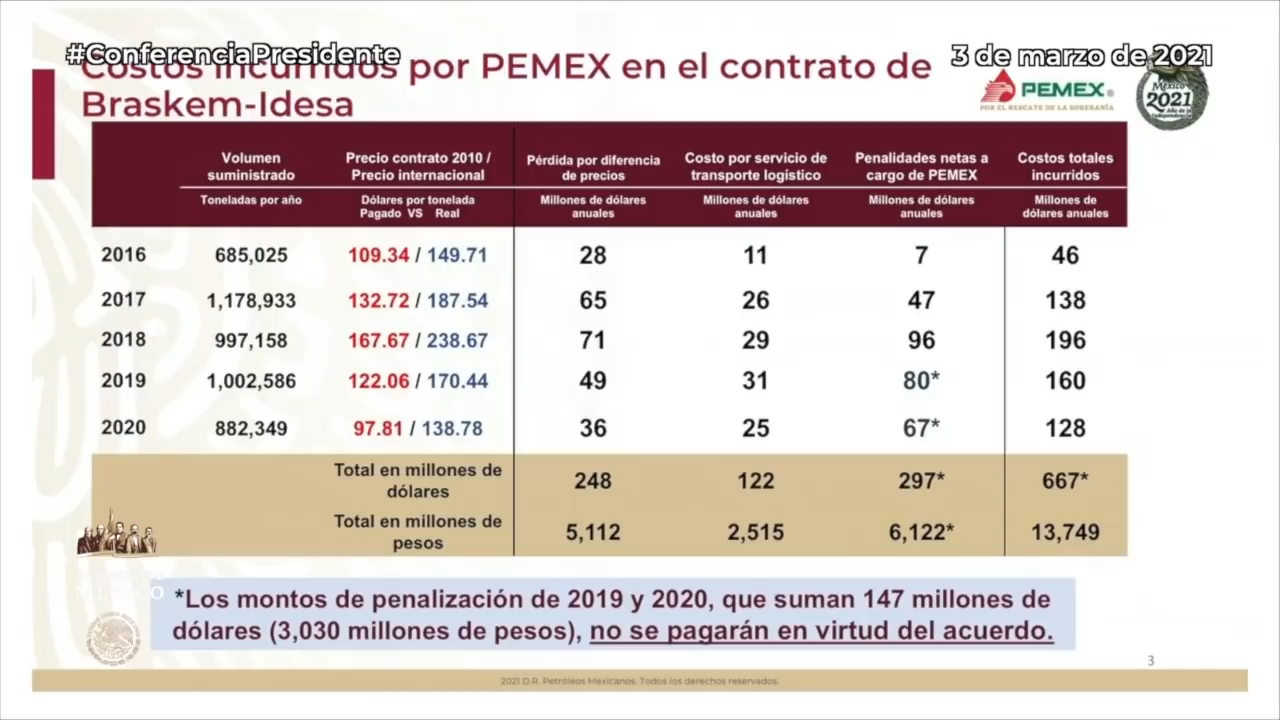 #ConferenciaPresidente
3 de marzo de 2021
Costos incurridos por PEMEX en el contrato de
Braskem-Idesa
PEMEX®
POR EL RESCATE DE LA SOBERANÍA
México
2021
Año de la
Independencia
Volumen suministrado
Precio contrato 2010 / Precio internacional
Pérdida por diferencia de precios
Costo por servicio de transporte logístico
Penalidades netas a cargo de PEMEX
Costos totales incurridos
Toneladas por año
Dólares por tonelada Pagado VS Real
Millones de dólares anuales
Millones de dólares anuales
Millones de dólares anuales
Millones de dólares anuales
2016 685,025 109.34 / 149.71 28 11 7 46
2017 1,178,933 132.72 / 187.54 65 26 47 138
2018 997,158 167.67 / 238.67 71 29 96 196
2019 1,002,586 122.06 / 170.44 49 31 80* 160
2020 882,349 97.81 / 138.78 36 25 67* 128
Total en millones de dólares 248 122 297* 667*
Total en millones de pesos 5,112 2,515 6,122* 13,749
*Los montos de penalización de 2019 y 2020, que suman 147 millones de
dólares (3,030 millones de pesos), no se pagarán en virtud del acuerdo.
3
2021 D.R. Petróleos Mexicanos. Todos los derechos reservados.